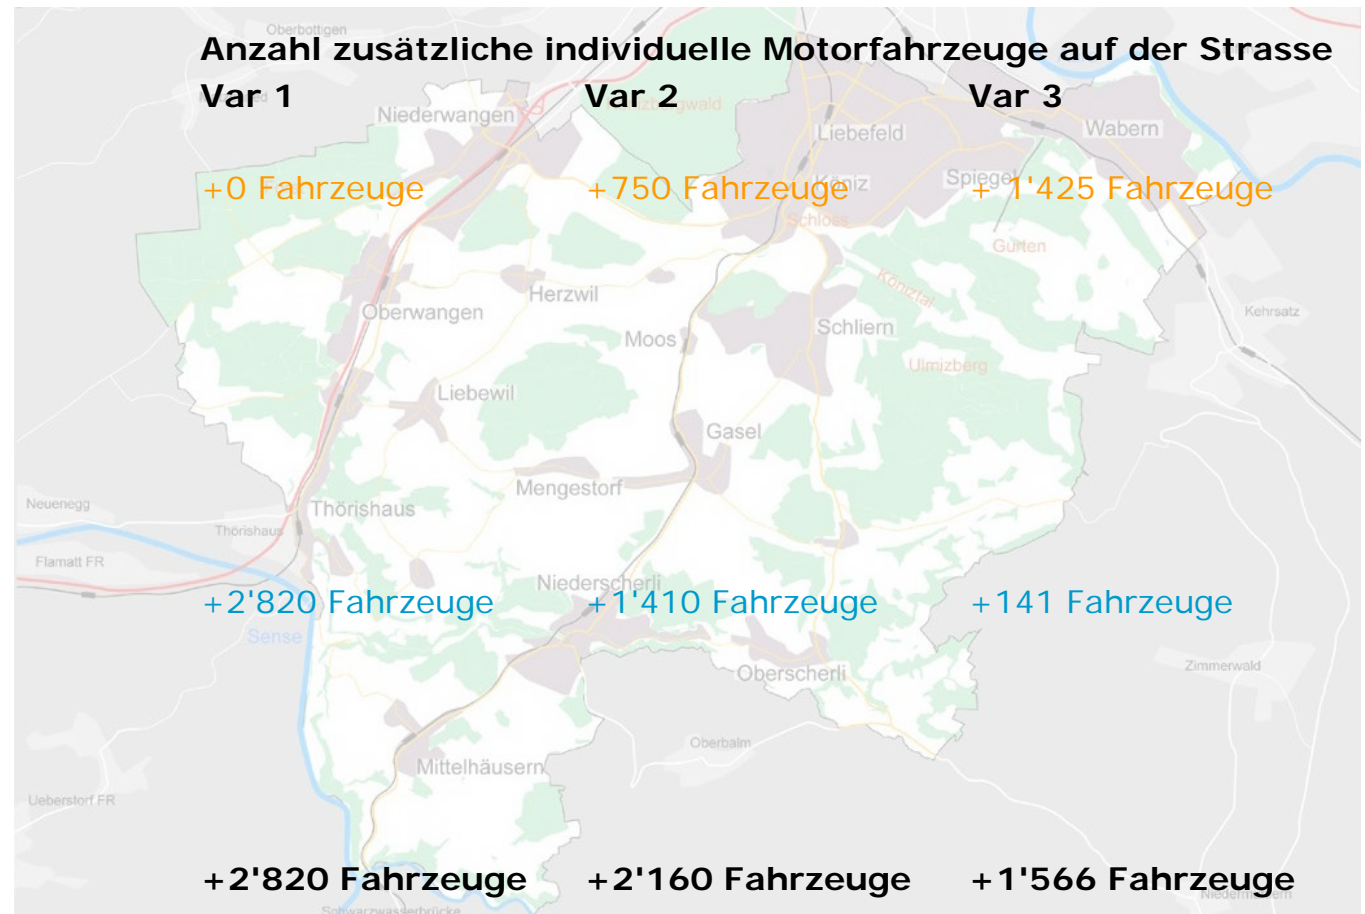 Oberbottigen
Anzahl zusätzliche individuelle Motorfahrzeuge auf der Strasse
Var 1 Var 2 Var 3
Niederwangen
Liebefeld
Wabern
+0 Fahrzeuge +750 Fahrzeuge + 1'425 Fahrzeuge
Köniz
Spiegel
Schloss
Gurten
Köniztal
Herzwil
Oberwangen
Kehrsatz
Moos
Schliern
Ulmizberg
Liebewil
Gasel
Mengestorf
Neuenegg
Thörishaus
Thörishaus
Flamatt FR
Niederscherli
+2'820 Fahrzeuge +1'410 Fahrzeuge +141 Fahrzeuge
Sense
Oberscherli
Zimmerwald
Oberbalm
Mittelhäusern
Ueberstorf FR
+2'820 Fahrzeuge +2'160 Fahrzeuge +1'566 Fahrzeuge
Schwarzwasserbrücke